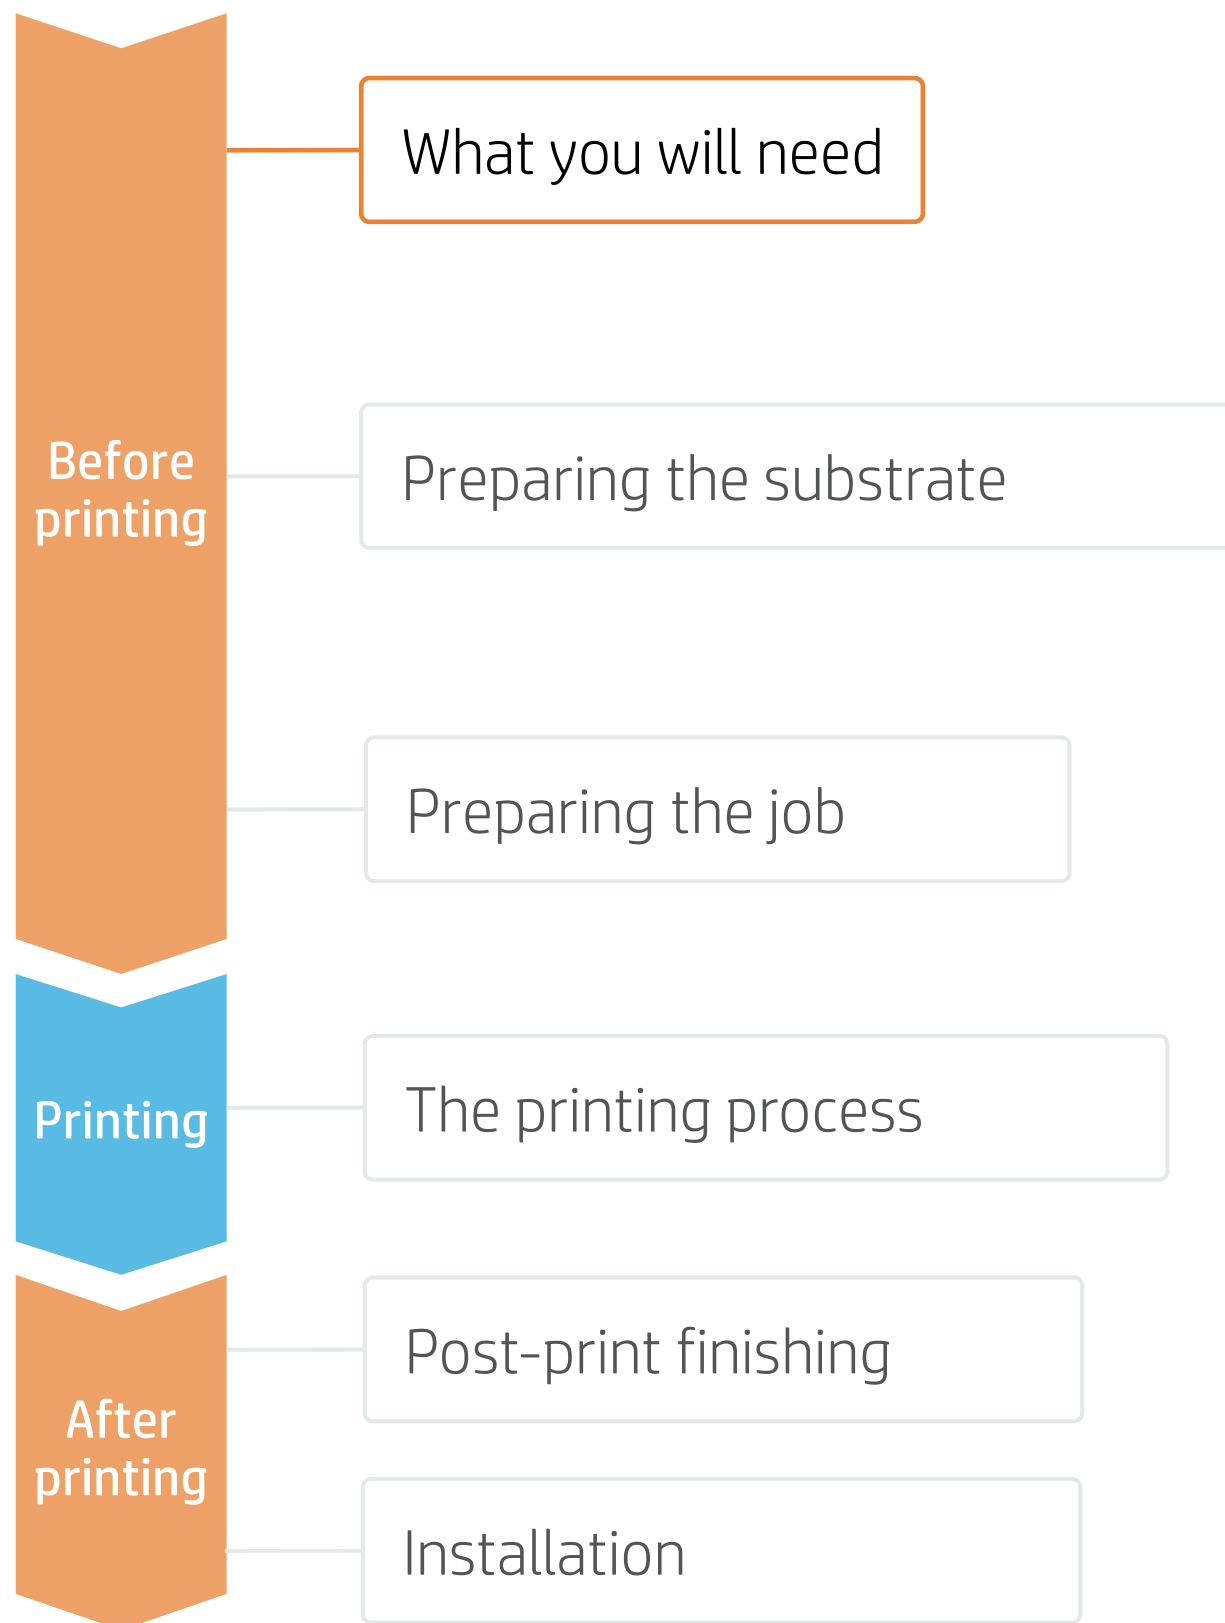 What you will need
Before
printing
Preparing the substrate
Preparing the job
Printing
The printing process
After
printing
Post-print finishing
Installation